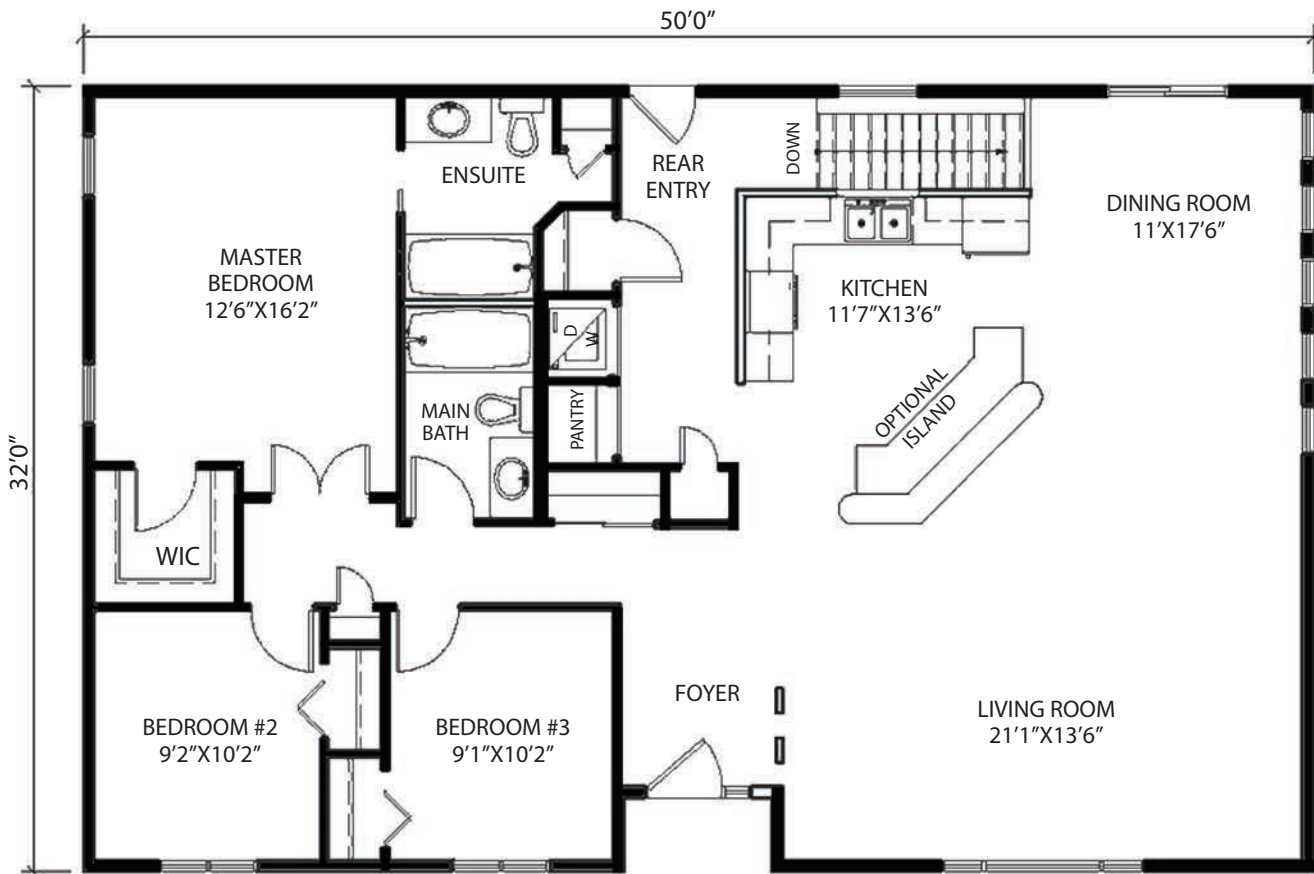 50’0”
32’0”
ENSUITE
REAR
ENTRY
DOWN
DINING ROOM
11’X17’6”
MASTER
BEDROOM
12’6”X16’2”
KITCHEN
11’7”X13’6”
D
W
PANTRY
MAIN
BATH
OPTIONAL
ISLAND
WIC
BEDROOM #2
9’2”X10’2”
BEDROOM #3
9’1”X10’2”
FOYER
LIVING ROOM
21’1”X13’6”